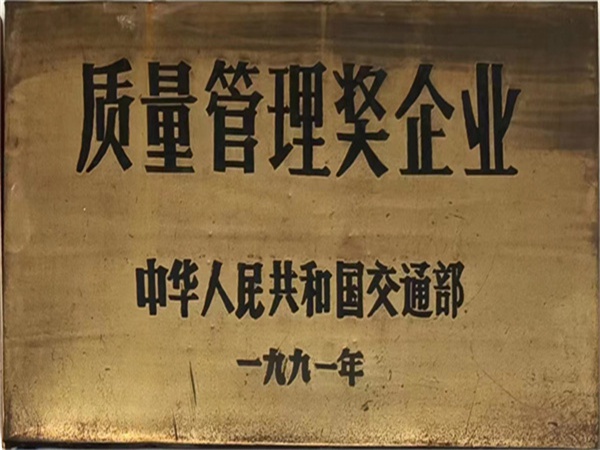 质量管理奖企业
中华人民共和国交通部
一九九一年